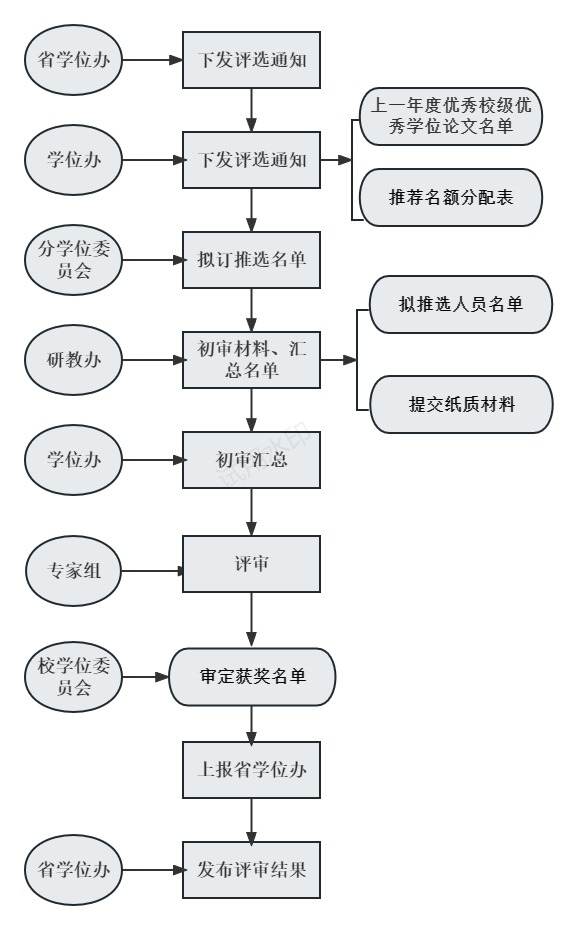 省学位办
下发评选通知
上一年度优秀校级优
秀学位论文名单
学位办
下发评选通知
推荐名额分配表
分学位委
员会
拟订推选名单
拟推选人员名单
研教办
初审材料、汇
总名单
提交纸质材料
学位办
初审汇总
试用水印
专家组
评审
校学位委
员会
审定获奖名单
上报省学位办
省学位办
发布评审结果